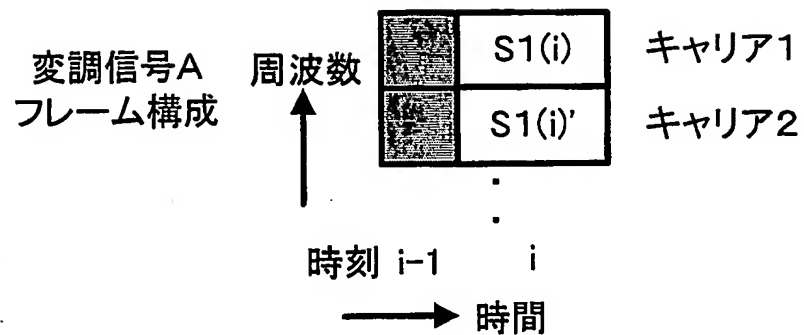 変調信号A
フレーム構成
周波数
S1(i) キャリア1
S1(i)' キャリア2
時刻 i-1 i
時間